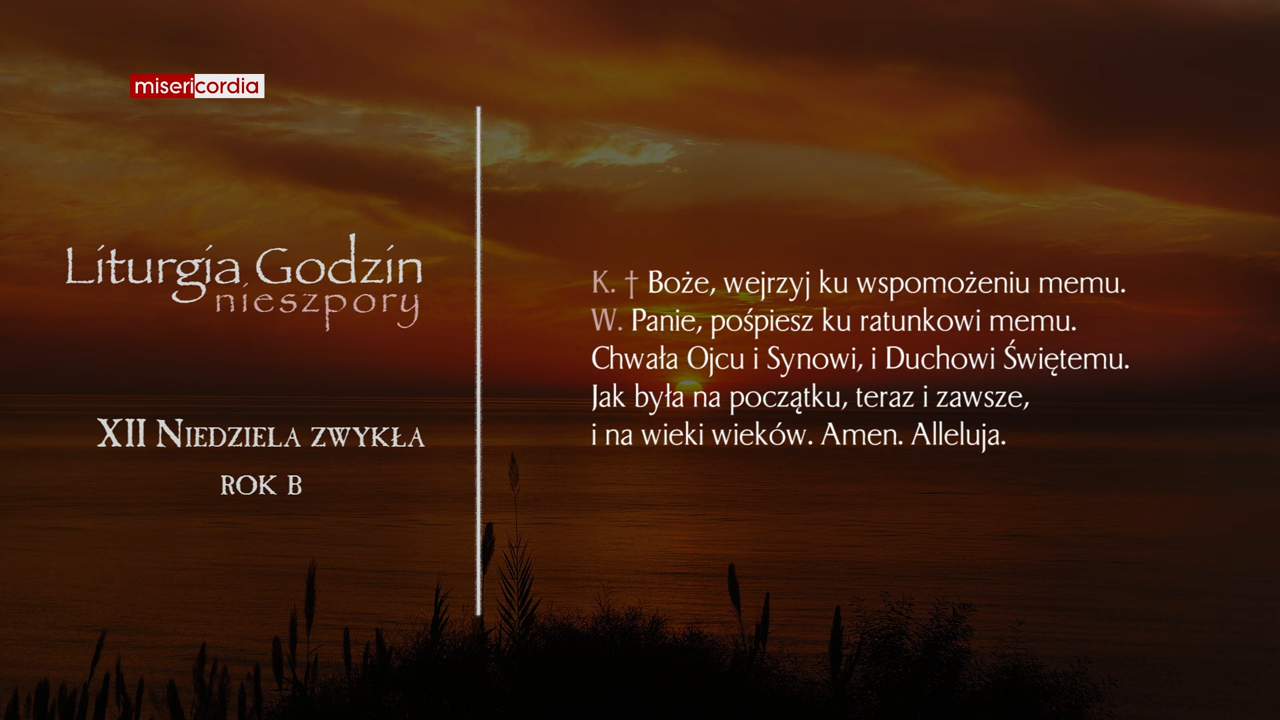 misericordia
Liturgia Godzin
nieszpory
XII Niedziela zwykła
rok B
K. † Boże, wejrzyj ku wspomożeniu memu.
W. Panie, pośpiesz ku ratunkowi memu.
Chwała Ojcu i Synowi, i Duchowi Świętemu.
Jak była na początku, teraz i zawsze,
i na wieki wieków. Amen. Alleluja.